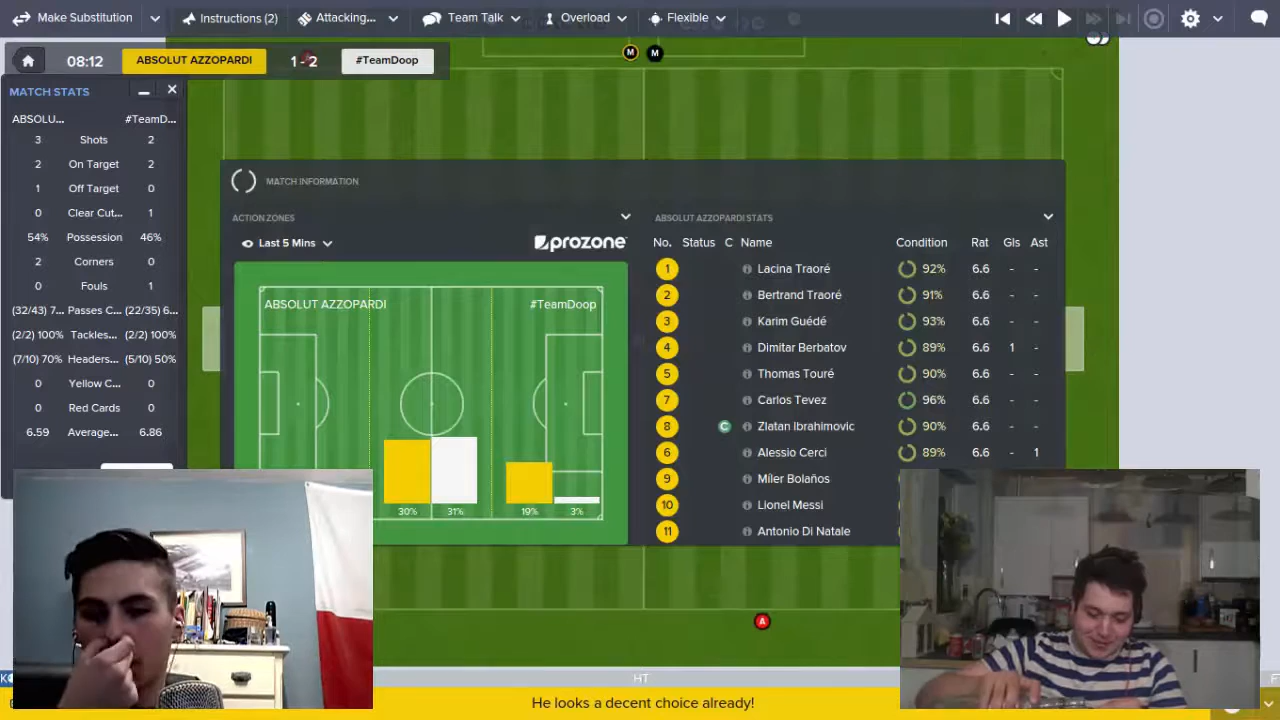 Make Substitution Instructions (2) Attacking... Team Talk Overload Flexible
08:12 ABSOLUT AZZOPARDI 1 - 2 #TeamDoop
M M
MATCH STATS
ABSOLU... #TeamD...
3 Shots 2
2 On Target 2
1 Off Target 0
0 Clear Cut... 1
54% Possession 46%
2 Corners 0
0 Fouls 1
(32/43) 7... Passes C... (22/35) 6...
(2/2) 100% Tackles... (2/2) 100%
(7/10) 70% Headers... (5/10) 50%
0 Yellow C... 0
0 Red Cards 0
6.59 Average... 6.86
MATCH INFORMATION
ACTION ZONES
Last 5 Mins prozone
ABSOLUT AZZOPARDI #TeamDoop
30% 31% 19% 3%
ABSOLUT AZZOPARDI STATS
No. Status C Name Condition Rat Gls Ast
1 Lacina Traoré 92% 6.6 - -
2 Bertrand Traoré 91% 6.6 - -
3 Karim Guédé 93% 6.6 - -
4 Dimitar Berbatov 89% 6.6 1 -
5 Thomas Touré 90% 6.6 - -
7 Carlos Tevez 96% 6.6 - -
8 C Zlatan Ibrahimovic 90% 6.6 - -
6 Alessio Cerci 89% 6.6 - 1
9 Míler Bolaños
10 Lionel Messi
11 Antonio Di Natale
A
HT
He looks a decent choice already!